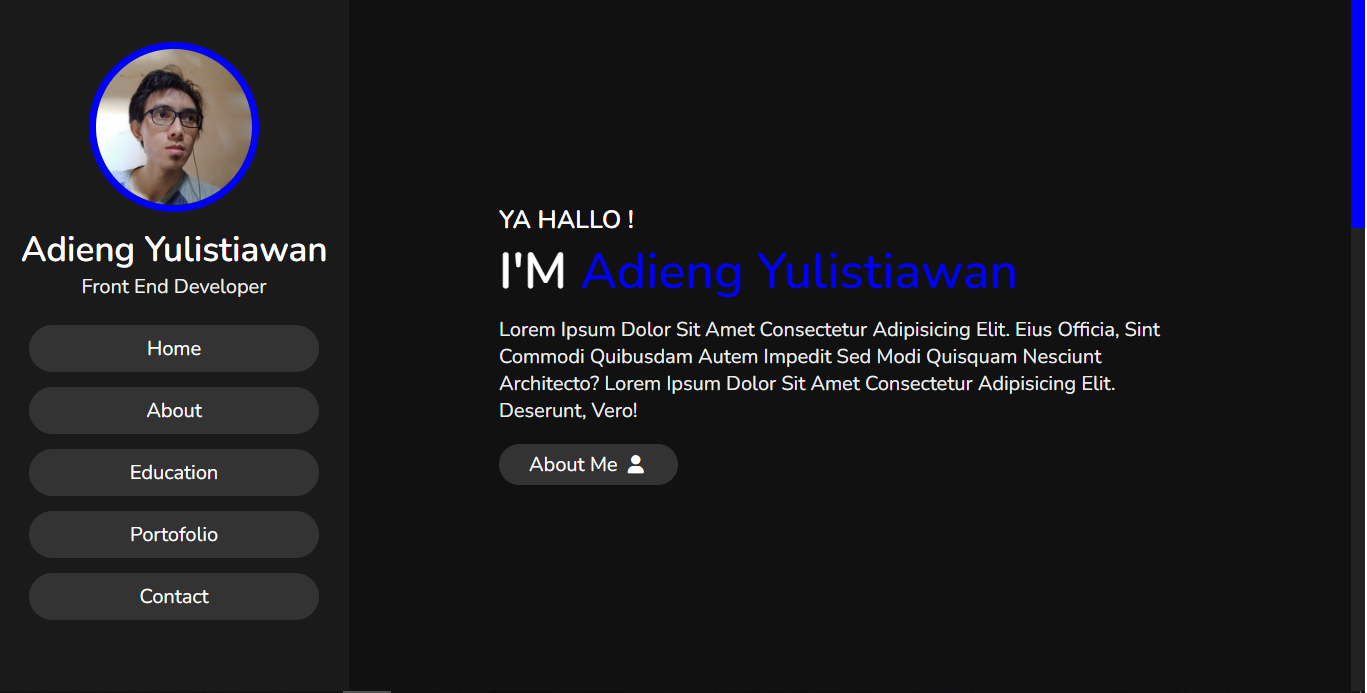 Adieng Yulistiawan
Front End Developer
Home
About
Education
Portofolio
Contact
YA HALLO !
I'M Adieng Yulistiawan
Lorem Ipsum Dolor Sit Amet Consectetur Adipisicing Elit. Eius Officia, Sint
Commodi Quibusdam Autem Impedit Sed Modi Quisquam Nesciunt
Architecto? Lorem Ipsum Dolor Sit Amet Consectetur Adipisicing Elit.
Deserunt, Vero!
About Me